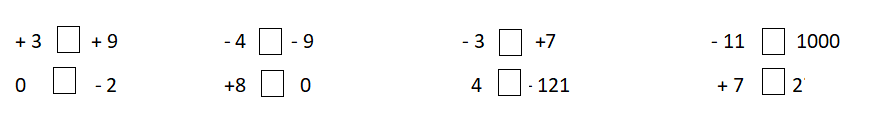 + 3 □ + 9 - 4 □ - 9 - 3 □ +7 - 11 □ 1000
0 □ - 2 +8 □ 0 4 □ - 121 + 7 □ 2